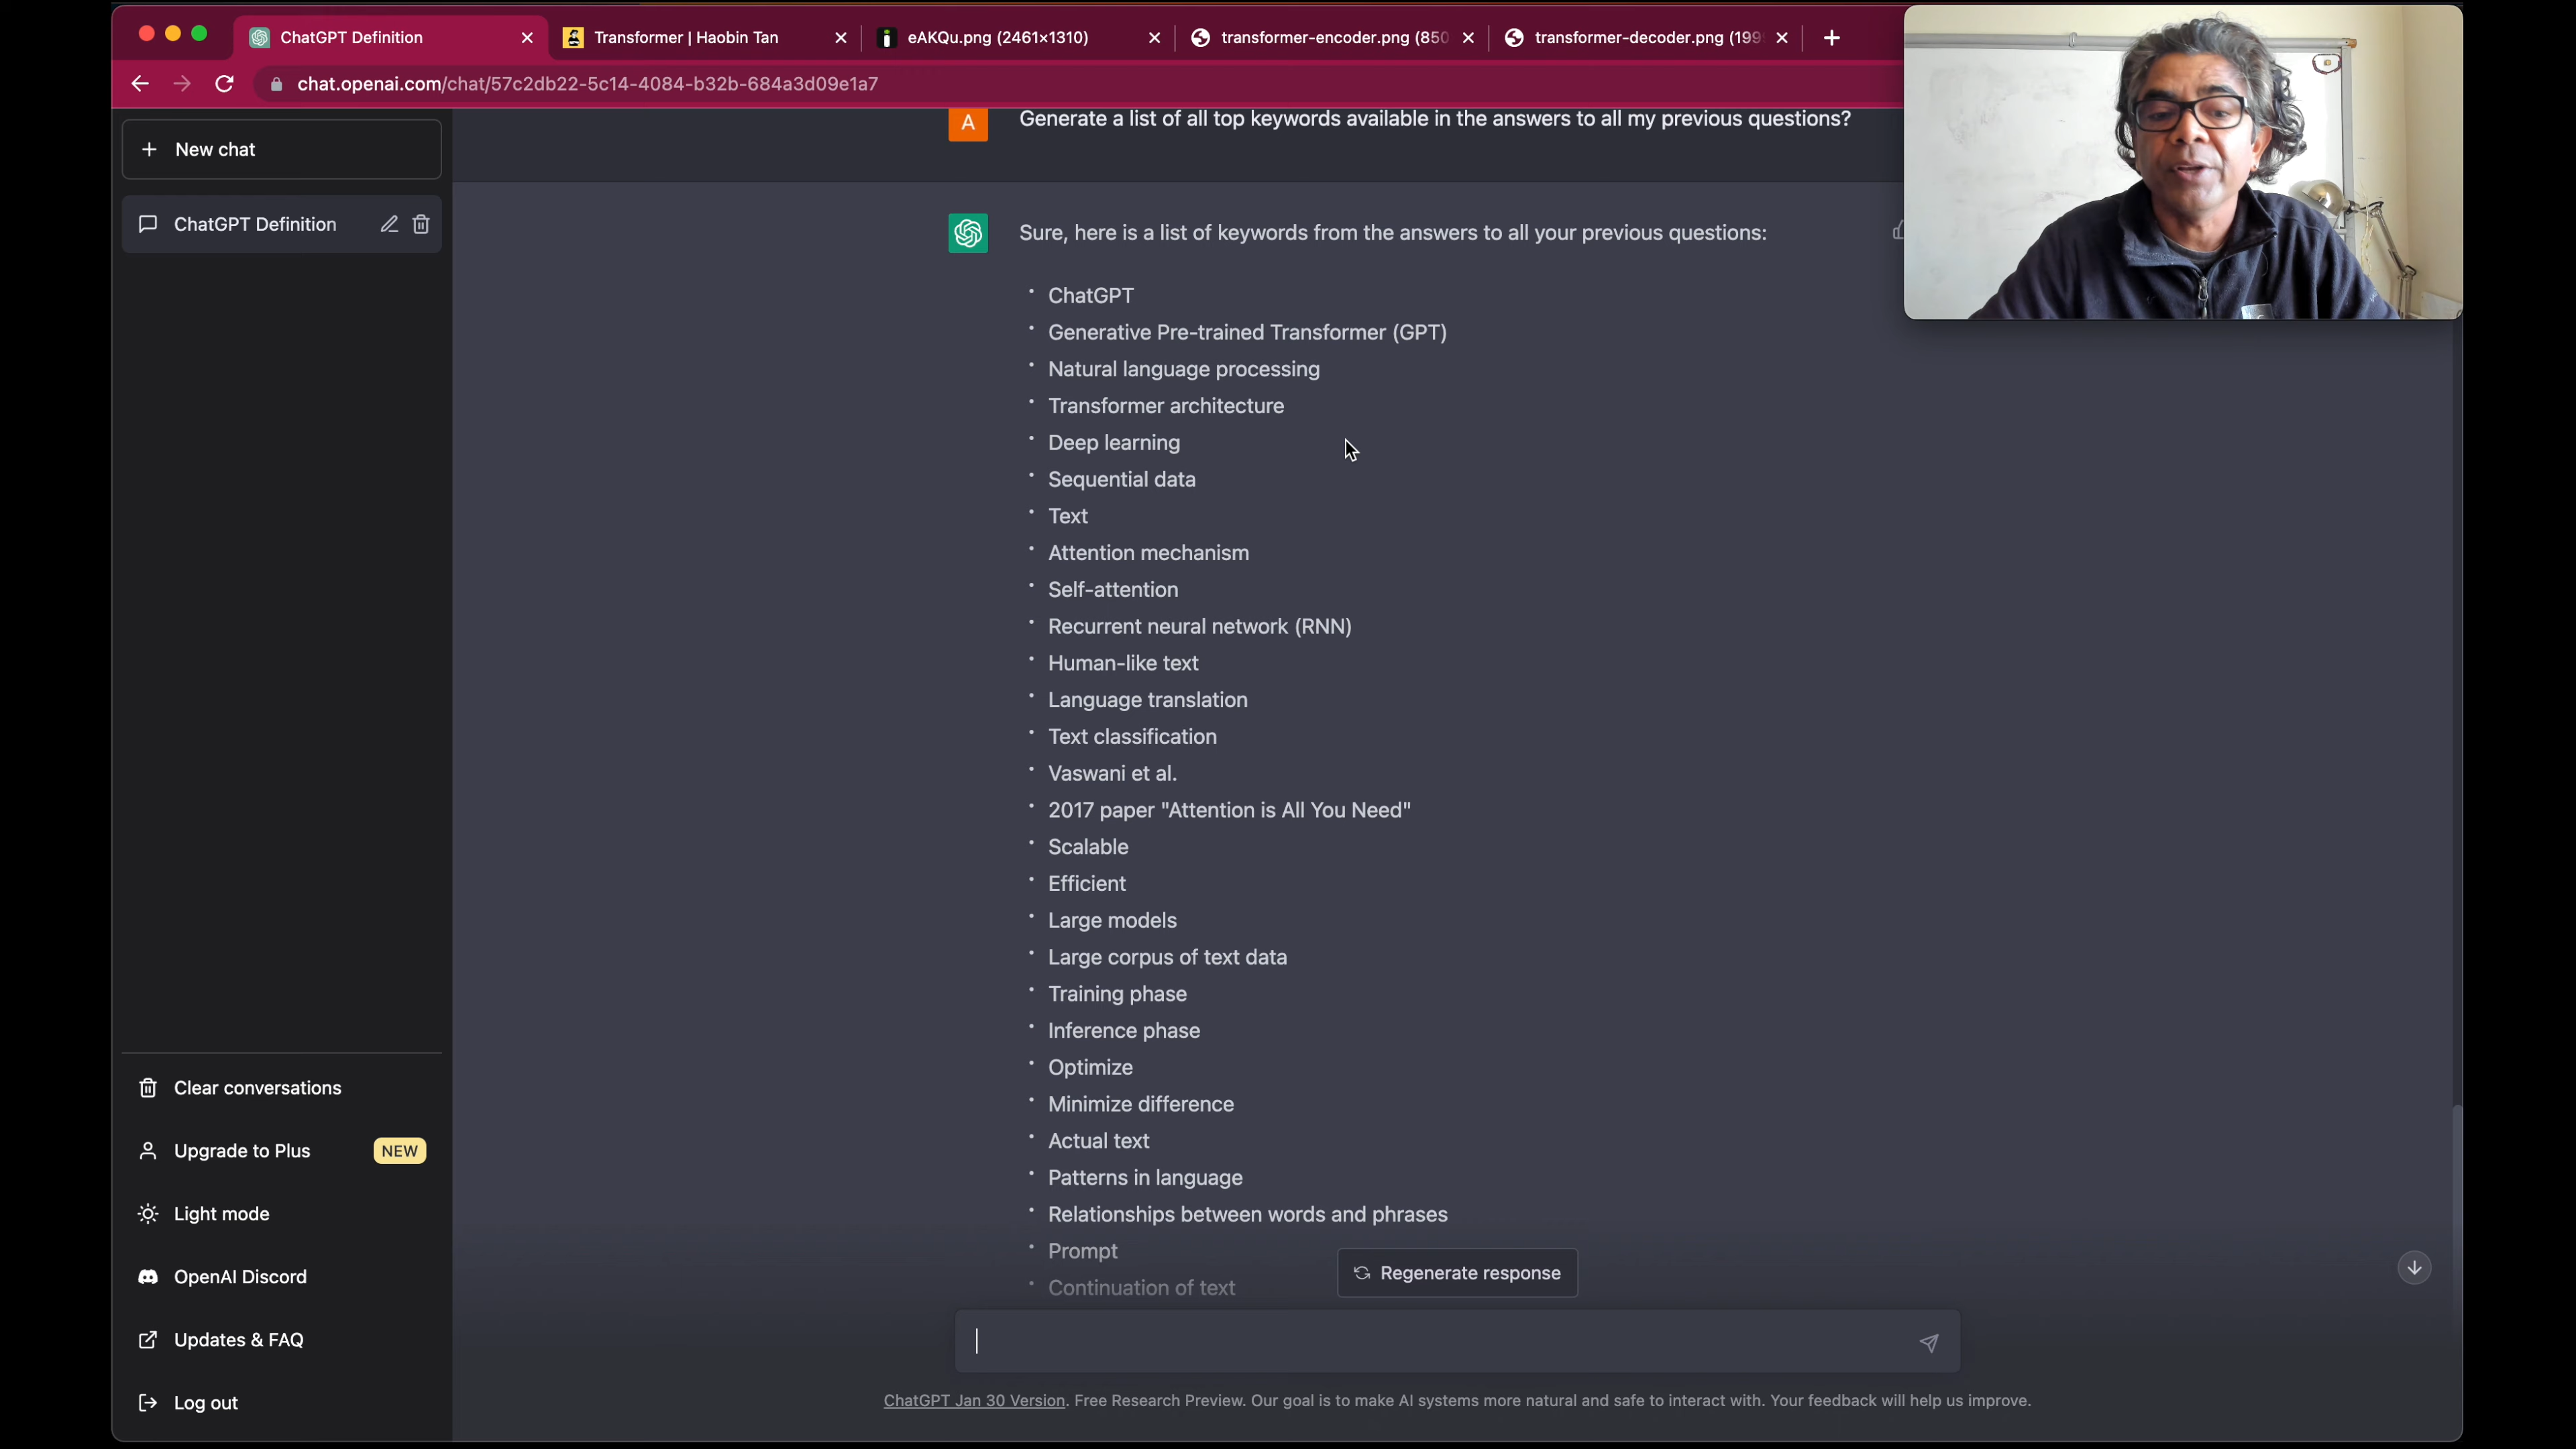 ChatGPT Definition
Transformer | Haobin Tan
eAKQu.png (2461×1310)
transformer-encoder.png (850
transformer-decoder.png (199
chat.openai.com/chat/57c2db22-5c14-4084-b32b-684a3d09e1a7
New chat
ChatGPT Definition
Clear conversations
Upgrade to Plus
NEW
Light mode
OpenAI Discord
Updates & FAQ
Log out
A
Generate a list of all top keywords available in the answers to all my previous questions?
Sure, here is a list of keywords from the answers to all your previous questions:
• ChatGPT
• Generative Pre-trained Transformer (GPT)
• Natural language processing
• Transformer architecture
• Deep learning
• Sequential data
• Text
• Attention mechanism
• Self-attention
• Recurrent neural network (RNN)
• Human-like text
• Language translation
• Text classification
• Vaswani et al.
• 2017 paper "Attention is All You Need"
• Scalable
• Efficient
• Large models
• Large corpus of text data
• Training phase
• Inference phase
• Optimize
• Minimize difference
• Actual text
• Patterns in language
• Relationships between words and phrases
• Prompt
• Continuation of text
Regenerate response
ChatGPT Jan 30 Version. Free Research Preview. Our goal is to make AI systems more natural and safe to interact with. Your feedback will help us improve.